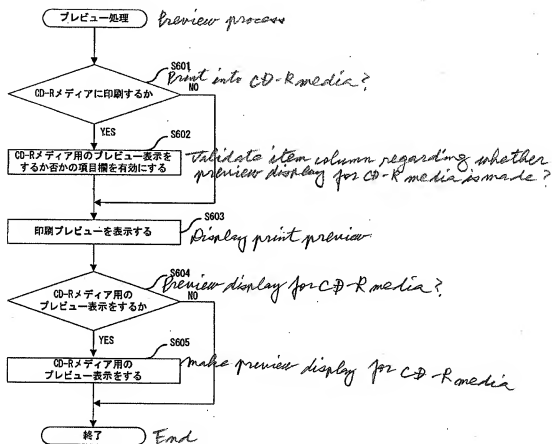 プレビュー処理 Preview process
S601
Print into CD-R media?
CD-Rメディアに印刷するか
NO
YES
S602
CD-Rメディア用のプレビュー表示を
するか否かの項目欄を有効にする
Validate item column regarding whether
preview display for CD-R media is made?
S603
印刷プレビューを表示する
Display print preview
S604
Preview display for CD-R media?
CD-Rメディア用の
プレビュー表示をするか
NO
YES
S605
CD-Rメディア用の
プレビュー表示をする
make preview display for CD-R media
終了 End